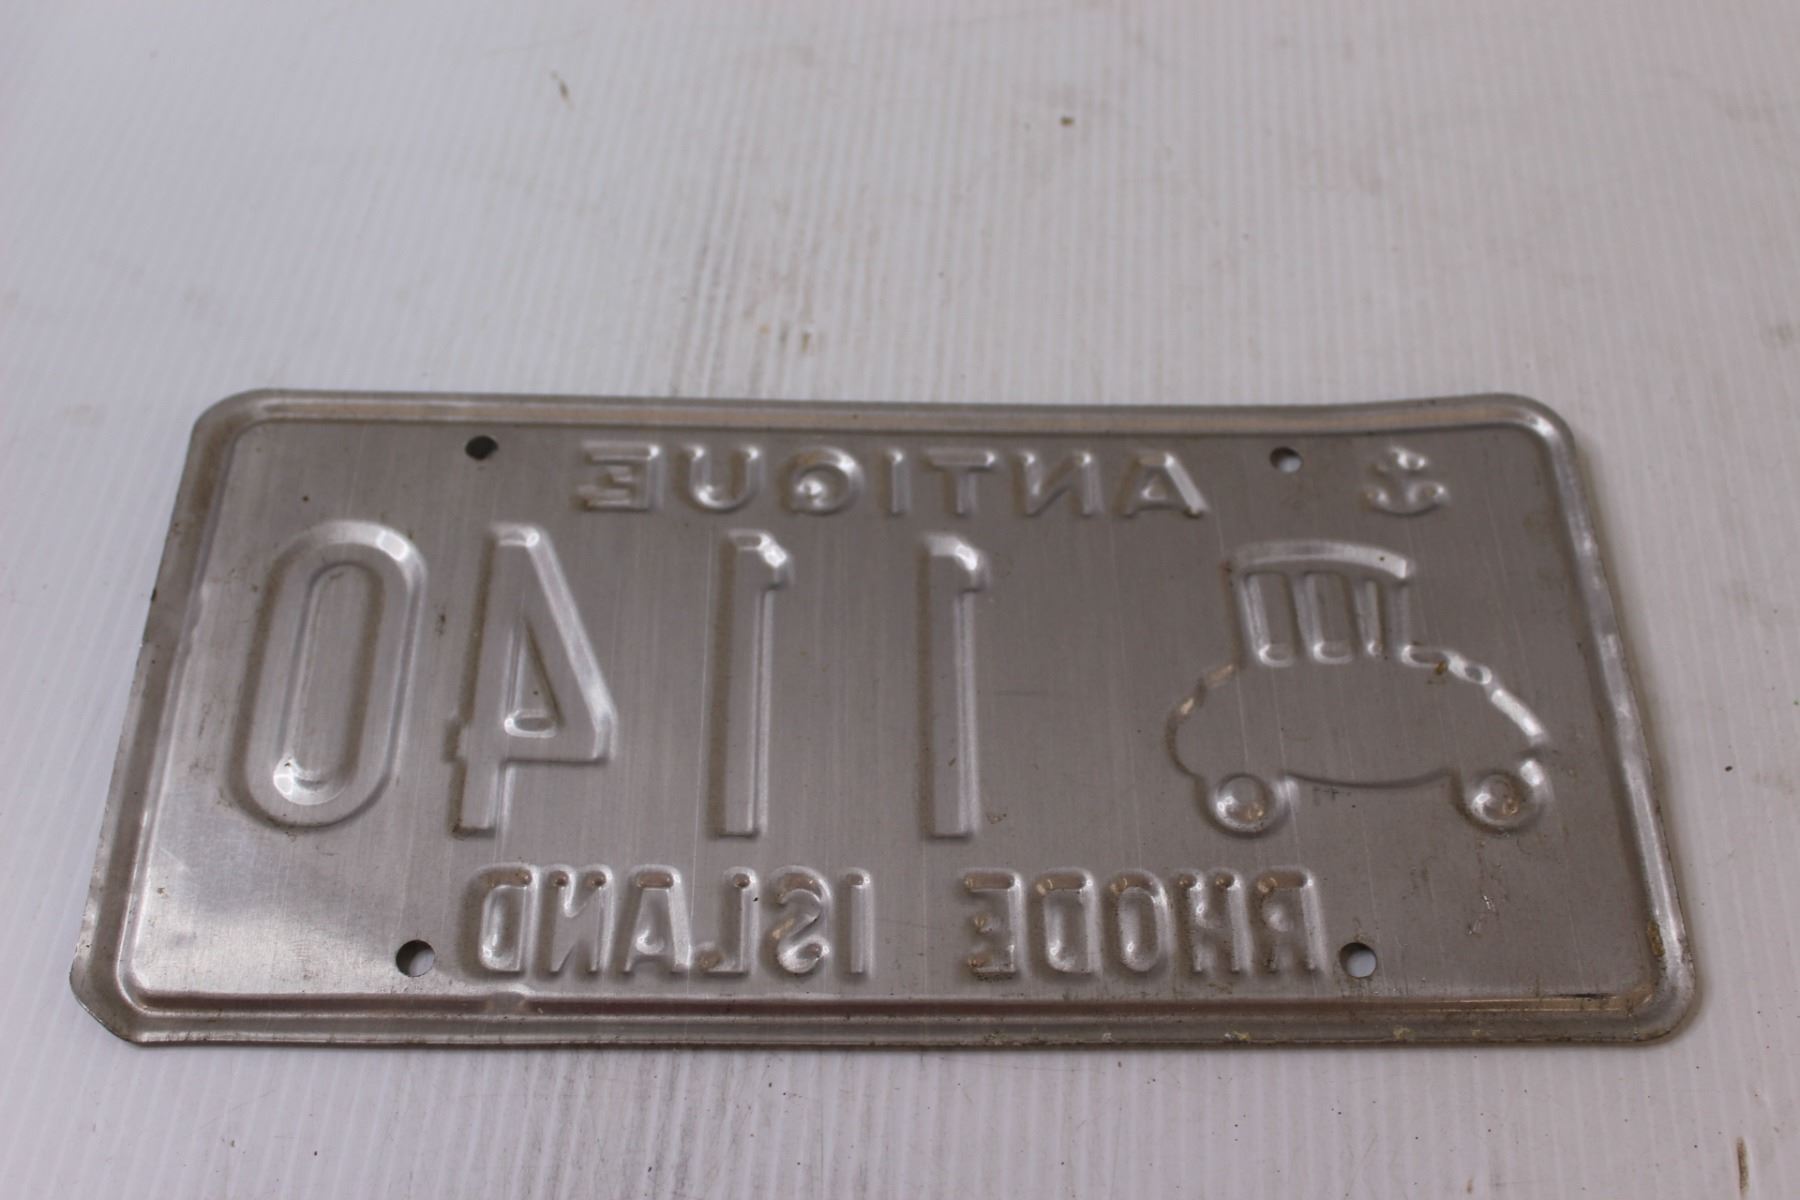 ANTIQUE
1140
RHODE ISLAND